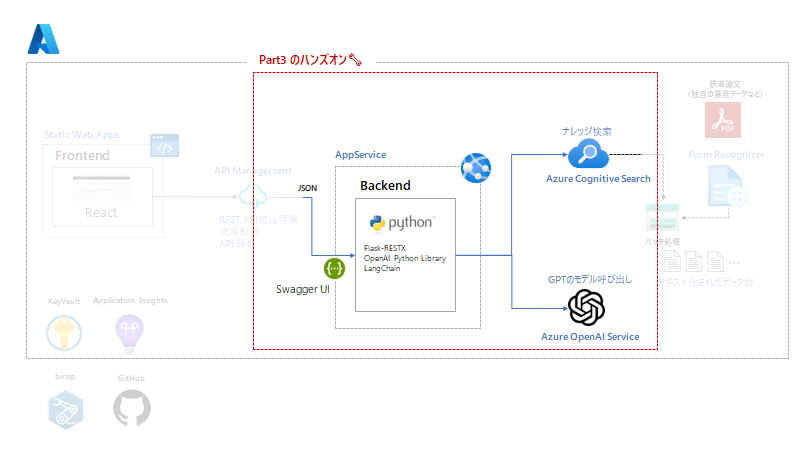 Part3 のハンズオン
鉄道論文
(独自の業務データなど)
PDF
Static Web Apps
Frontend
React
API Management
REST API統合管理
流量制御
JSON
AppService
Backend
python
Flask-RESTX
OpenAI Python Library
LangChain
Swagger UI
ナレッジ検索
Azure Cognitive Search
Form Recognizer
バッチ処理
テキスト化されたデータ群
GPTのモデル呼び出し
Azure OpenAI Service
KeyVault
Application Insights
bicep
GitHub